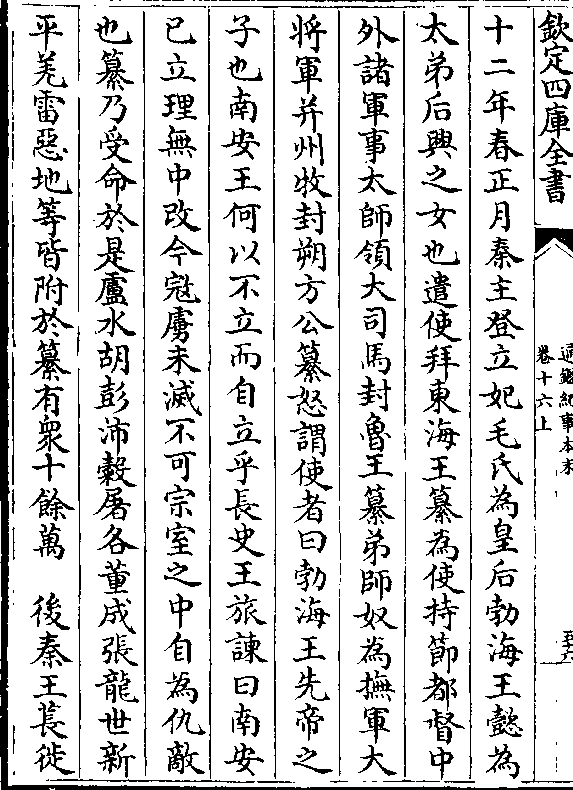 欽定四庫全書
通鑑紀事本末
卷十六上
十二年春正月秦主登立妃毛氏為皇后勃海王懿為
太弟后興之女也遣使拜東海王纂為使持節都督中
外諸軍事太師領大司馬封魯王纂弟師奴為撫軍大
將軍并州牧封朔方公纂怒謂使者曰勃海王先帝之
子也南安王何以不立而自立乎長史王旅諫曰南安
已立理無中改今寇虜未滅不可宗室之中自為仇敵
也纂乃受命於是盧水胡彭沛穀屠各董成張龍世新
平羌雷惡地等皆附於纂有衆十餘萬　後秦王萇徙